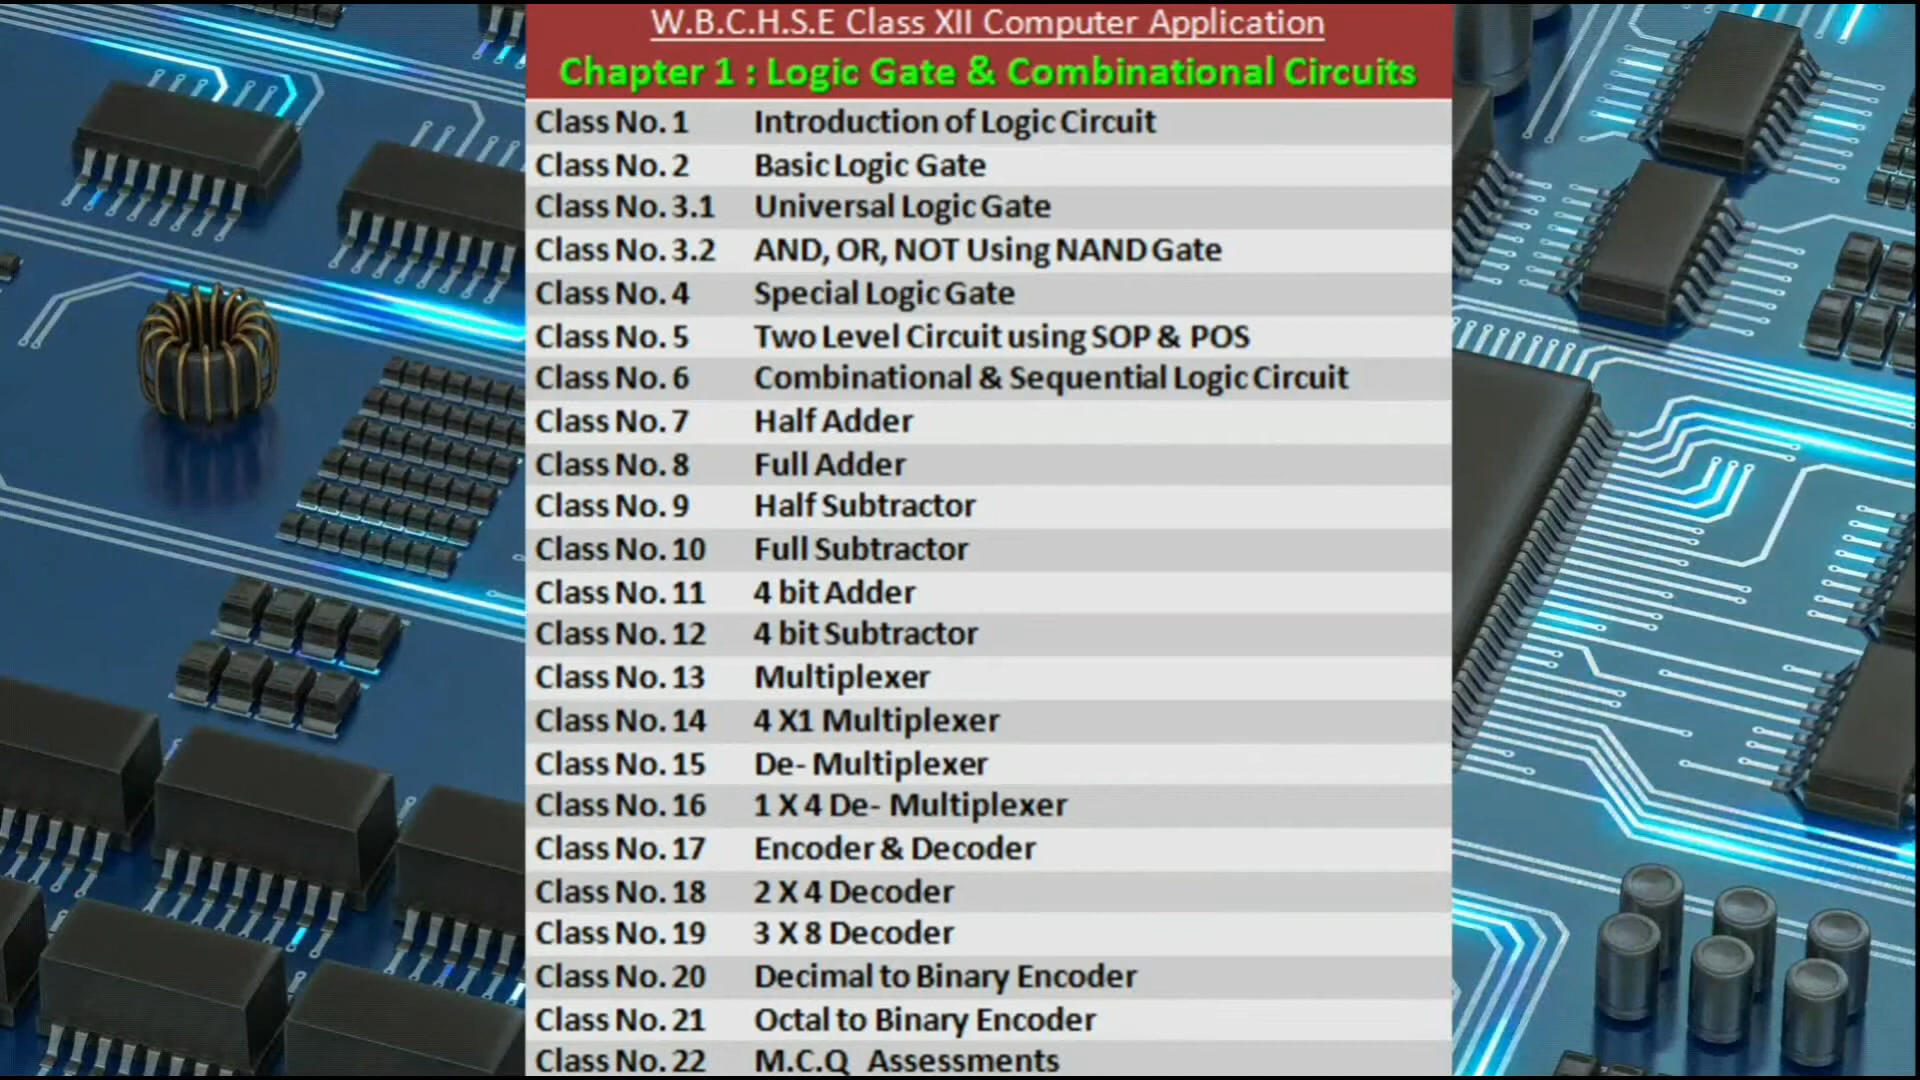 W.B.C.H.S.E Class XII Computer Application
Chapter 1 : Logic Gate & Combinational Circuits
Class No. 1 Introduction of Logic Circuit
Class No. 2 Basic Logic Gate
Class No. 3.1 Universal Logic Gate
Class No. 3.2 AND, OR, NOT Using NAND Gate
Class No. 4 Special Logic Gate
Class No. 5 Two Level Circuit using SOP & POS
Class No. 6 Combinational & Sequential Logic Circuit
Class No. 7 Half Adder
Class No. 8 Full Adder
Class No. 9 Half Subtractor
Class No. 10 Full Subtractor
Class No. 11 4 bit Adder
Class No. 12 4 bit Subtractor
Class No. 13 Multiplexer
Class No. 14 4 X1 Multiplexer
Class No. 15 De- Multiplexer
Class No. 16 1 X 4 De- Multiplexer
Class No. 17 Encoder & Decoder
Class No. 18 2 X 4 Decoder
Class No. 19 3 X 8 Decoder
Class No. 20 Decimal to Binary Encoder
Class No. 21 Octal to Binary Encoder
Class No. 22 M.C.Q Assessments